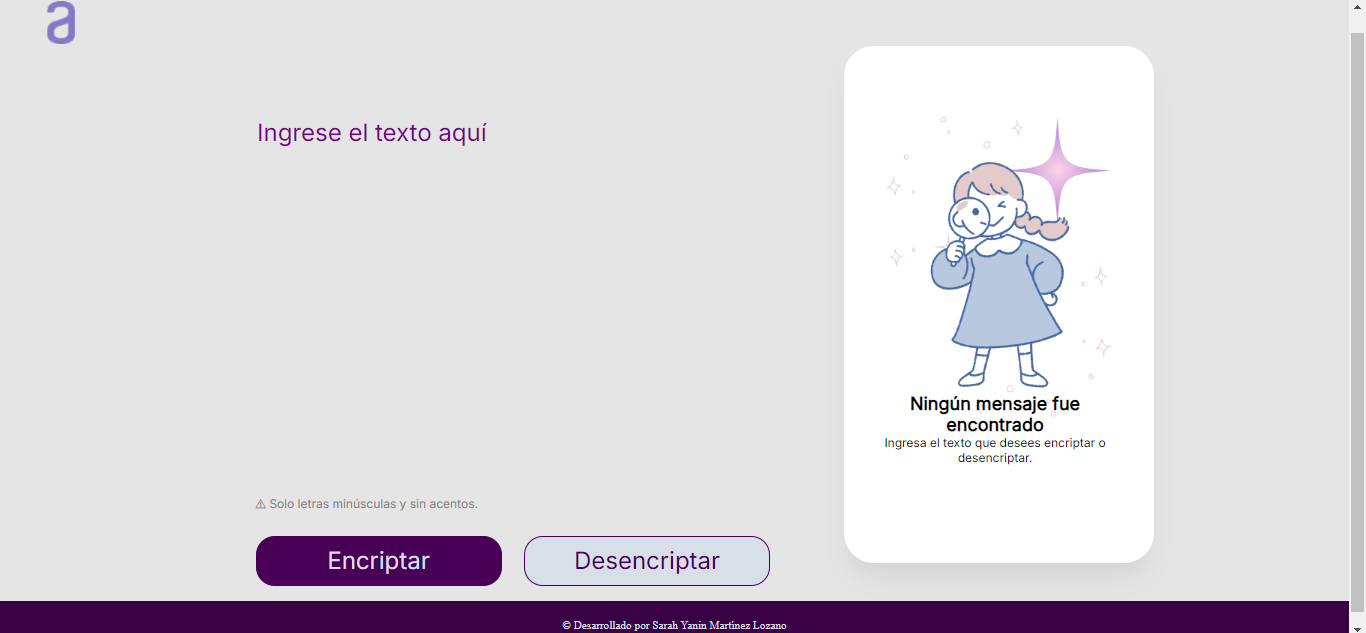 a
Ingrese el texto aquí
Ningún mensaje fue
encontrado
Ingresa el texto que desees encriptar o
desencriptar.
⚠ Solo letras minúsculas y sin acentos.
Encriptar
Desencriptar
© Desarrollado por Sarah Yanin Martínez Lozano